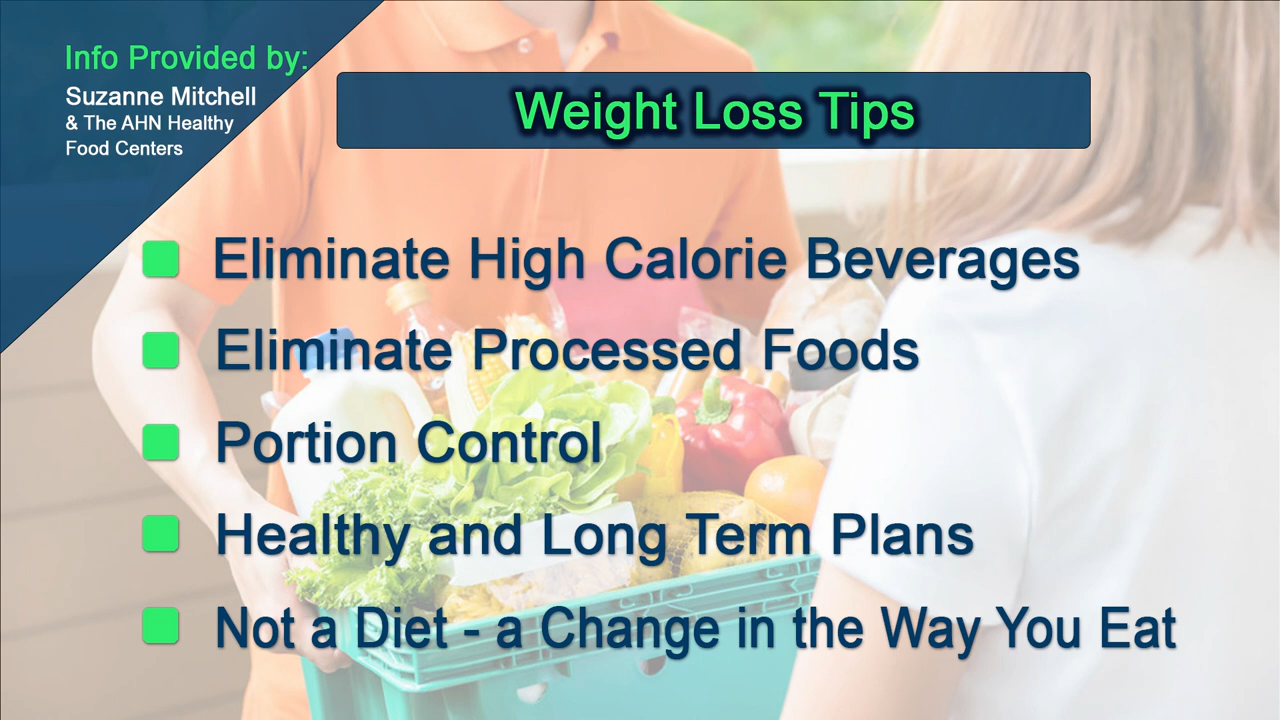 Info Provided by:
Suzanne Mitchell
& The AHN Healthy
Food Centers
Weight Loss Tips
Eliminate High Calorie Beverages
Eliminate Processed Foods
Portion Control
Healthy and Long Term Plans
Not a Diet - a Change in the Way You Eat